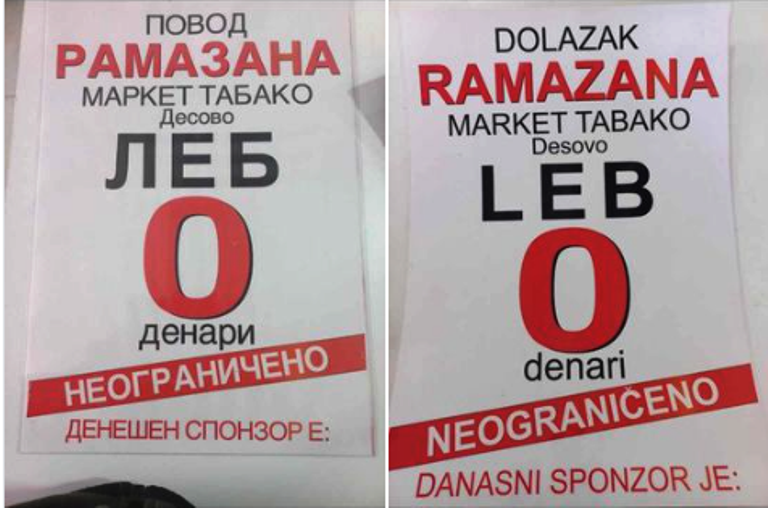 ПОВОД
РАМАЗАНА
МАРКЕТ ТАБАКО
Десово
ЛЕБ
0
денари
НЕОГРАНИЧЕНО
ДЕНЕШЕН СПОНЗОР Е:
DOLAZAK
RAMAZANA
MARKET TABAKO
Desovo
LEB
0
denari
NEOGRANIČENO
DANASNI SPONZOR JE: